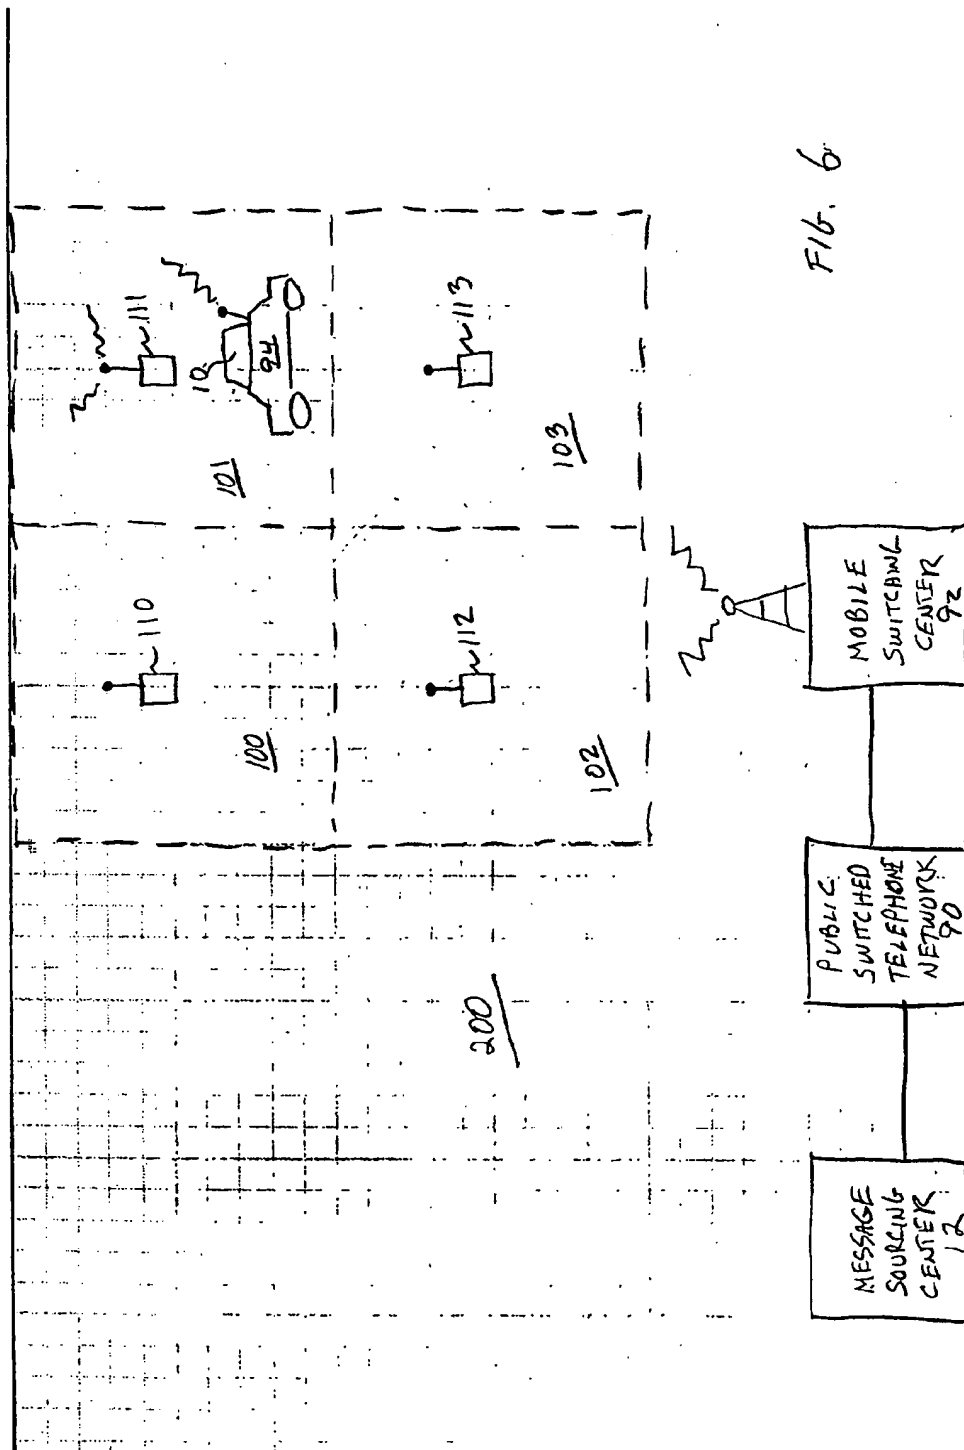 110
111
10
94
100
101
112
113
102
103
200
MESSAGE
SOURCING
CENTER
12
PUBLIC
SWITCHED
TELEPHONE
NETWORK
90
MOBILE
SWITCHING
CENTER
92
FIG. 6